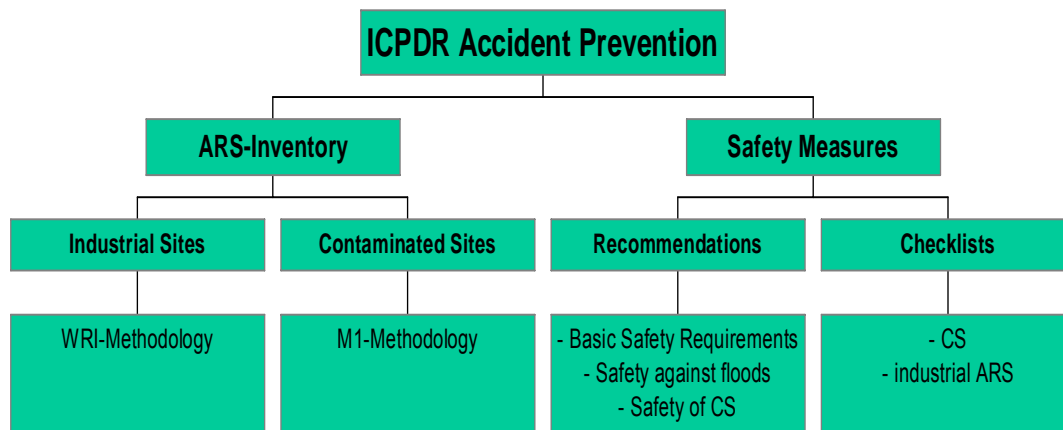 ICPDR Accident Prevention
ARS-Inventory
Safety Measures
Industrial Sites
Contaminated Sites
Recommendations
Checklists
WRI-Methodology
M1-Methodology
- Basic Safety Requirements
- Safety against floods
- Safety of CS
- CS
- industrial ARS